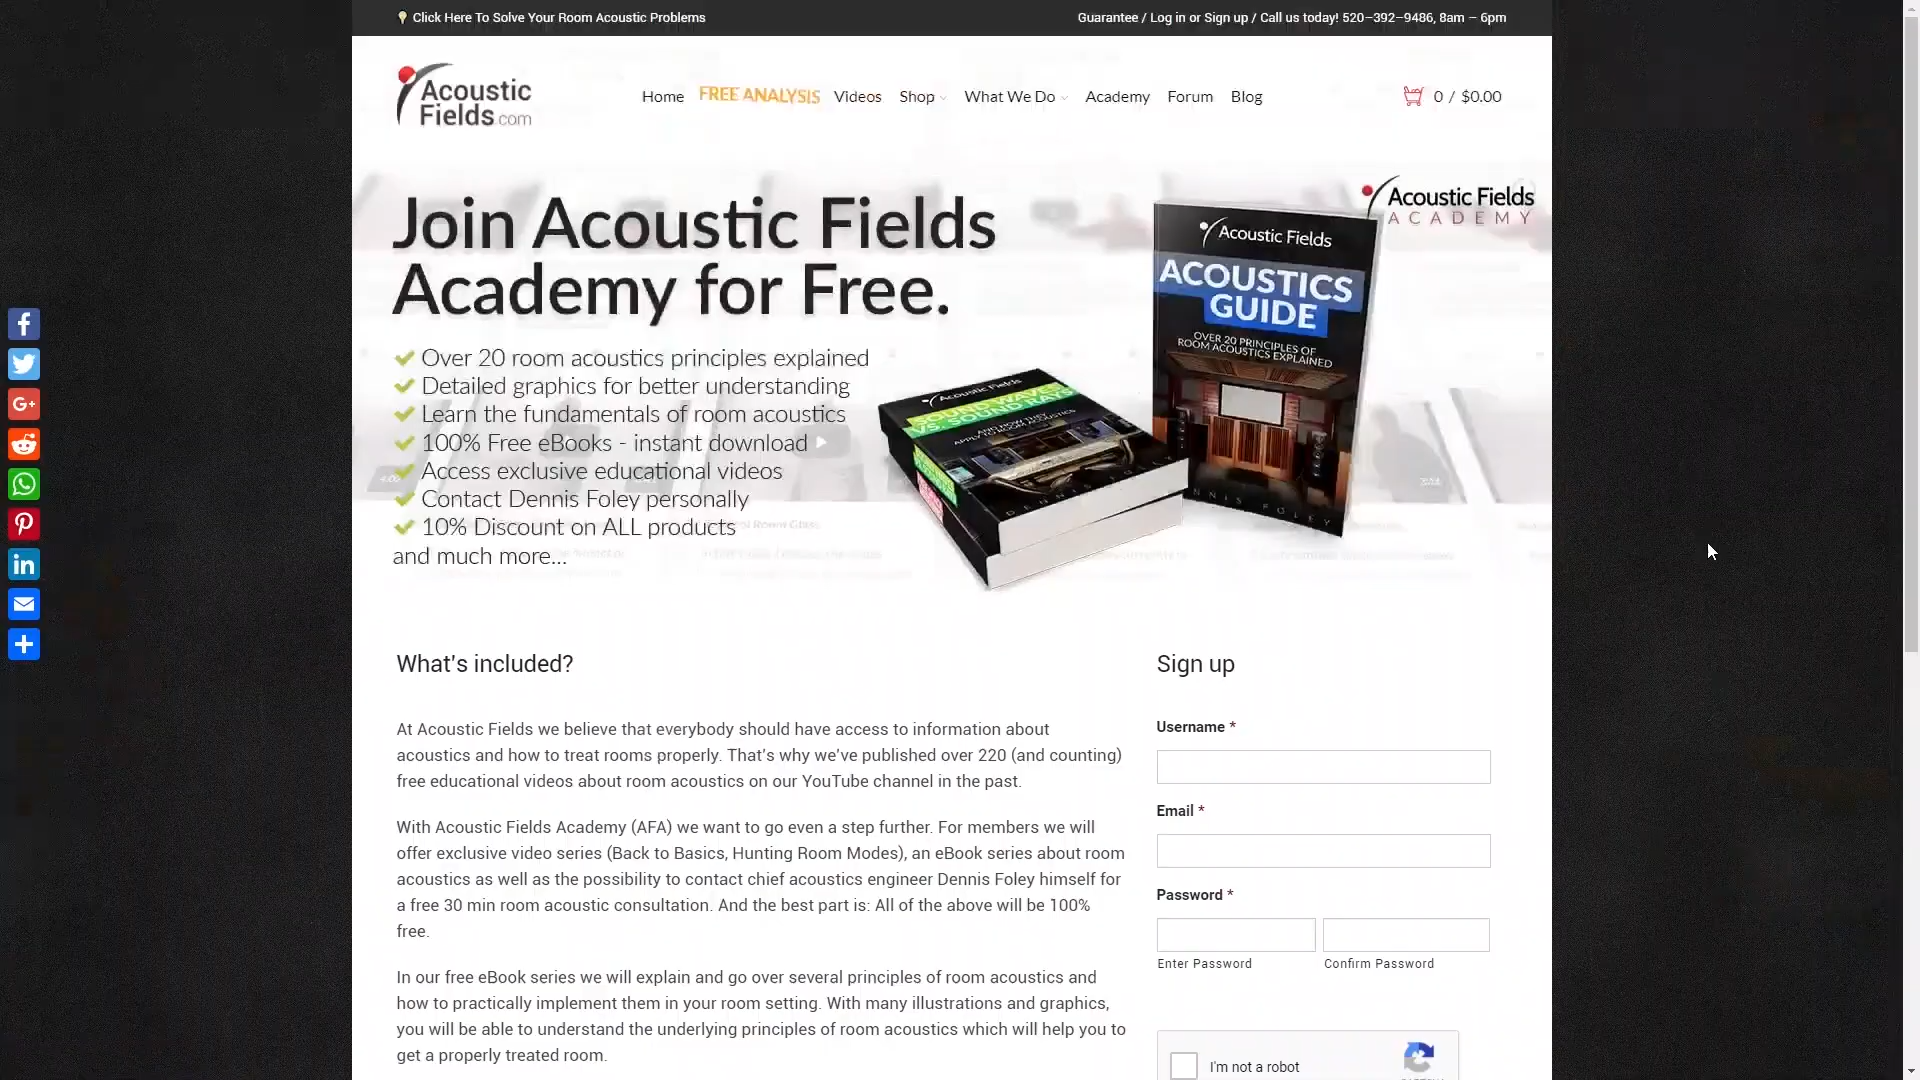 Click Here To Solve Your Room Acoustic Problems
Guarantee / Log in or Sign up / Call us today! 520–392–9486, 8am – 6pm
Acoustic
Fields.com
Home
FREE ANALYSIS
Videos
Shop
What We Do
Academy
Forum
Blog
0 / $0.00
Join Acoustic Fields
Academy for Free.
Over 20 room acoustics principles explained
Detailed graphics for better understanding
Learn the fundamentals of room acoustics
100% Free eBooks - instant download
Access exclusive educational videos
Contact Dennis Foley personally
10% Discount on ALL products
and much more...
Acoustic Fields
ACADEMY
Acoustic Fields
ACOUSTICS
GUIDE
OVER 20 PRINCIPLES OF
ROOM ACOUSTICS EXPLAINED
Acoustic Fields
SOUND WAVES
VS. SOUND RAYS
AND HOW THEY
APPLY TO ROOM ACOUSTICS
What's included?
At Acoustic Fields we believe that everybody should have access to information about
acoustics and how to treat rooms properly. That's why we've published over 220 (and counting)
free educational videos about room acoustics on our YouTube channel in the past.
With Acoustic Fields Academy (AFA) we want to go even a step further. For members we will
offer exclusive video series (Back to Basics, Hunting Room Modes), an eBook series about room
acoustics as well as the possibility to contact chief acoustics engineer Dennis Foley himself for
a free 30 min room acoustic consultation. And the best part is: All of the above will be 100%
free.
In our free eBook series we will explain and go over several principles of room acoustics and
how to practically implement them in your room setting. With many illustrations and graphics,
you will be able to understand the underlying principles of room acoustics which will help you to
get a properly treated room.
Sign up
Username *
Email *
Password *
Enter Password
Confirm Password
I'm not a robot